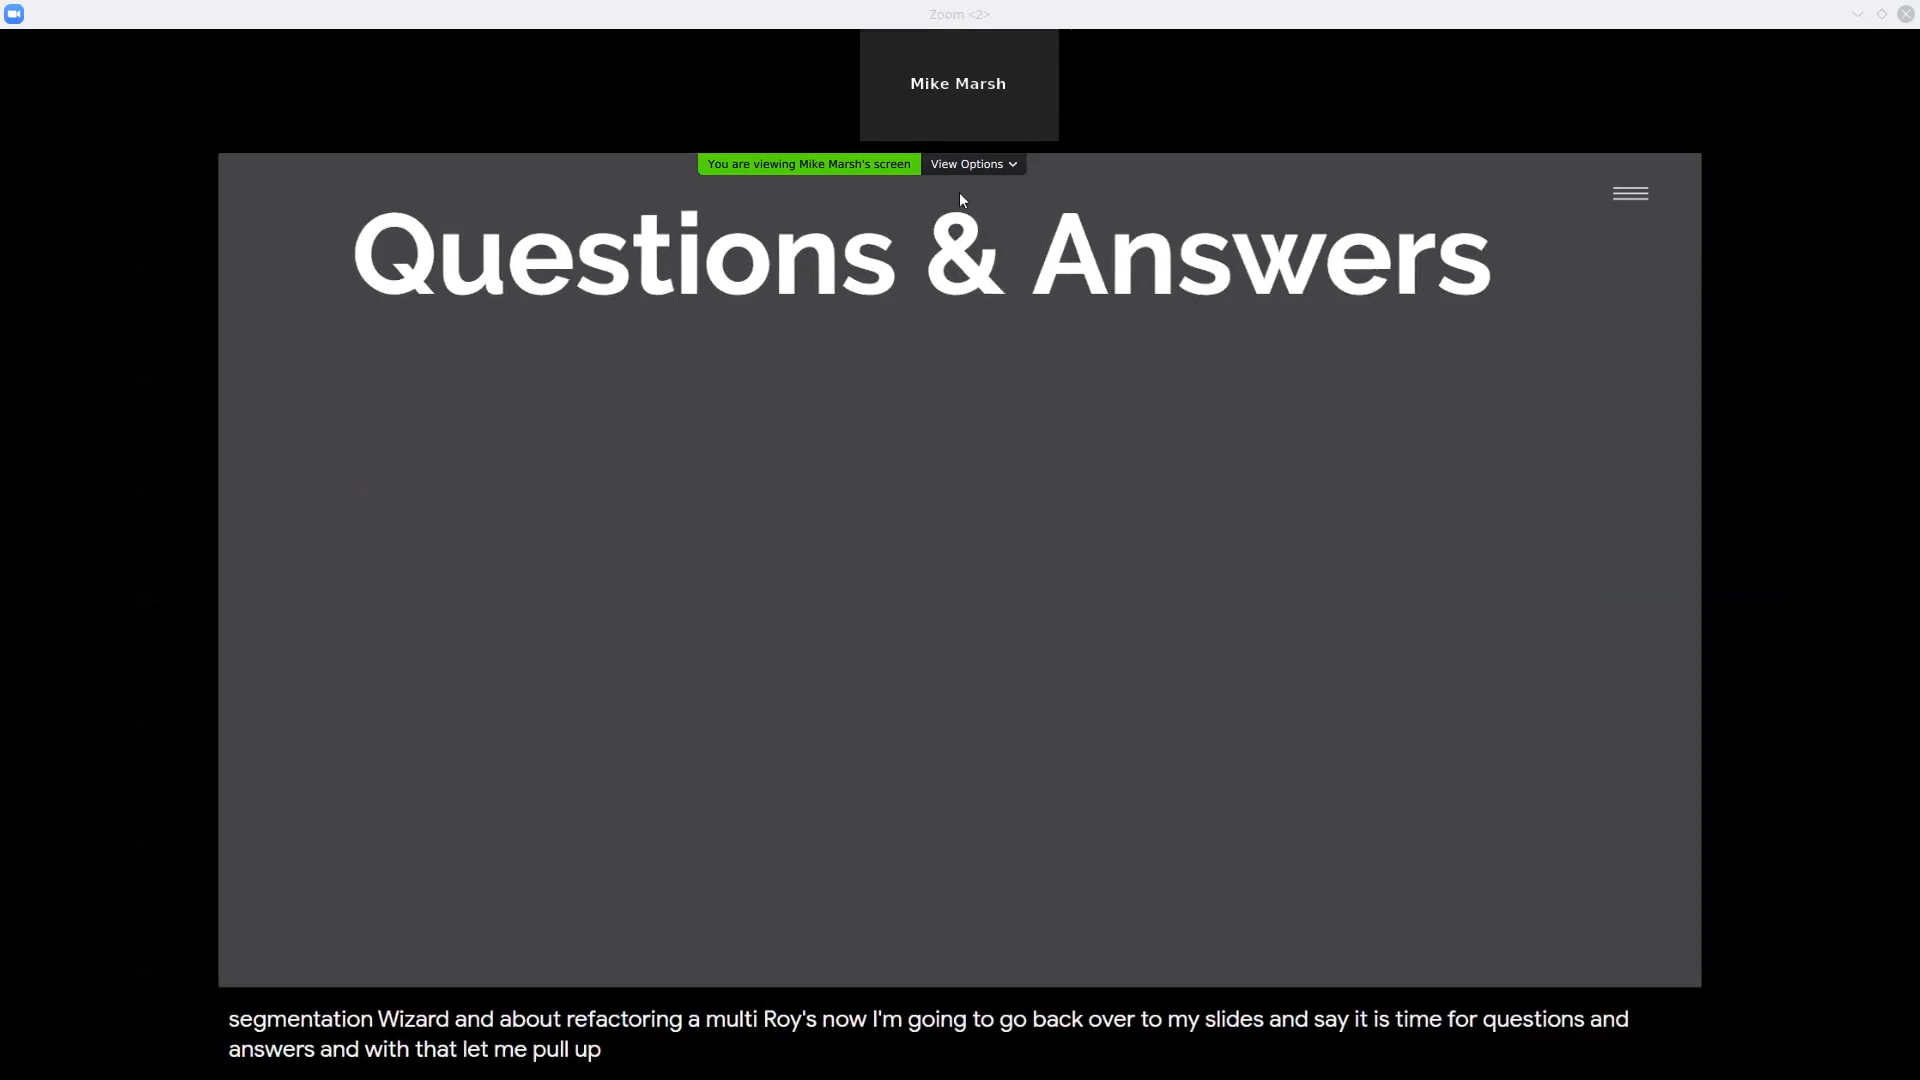 Zoom <2>
Mike Marsh
You are viewing Mike Marsh's screen
View Options
Questions & Answers
segmentation Wizard and about refactoring a multi Roy's now I'm going to go back over to my slides and say it is time for questions and
answers and with that let me pull up